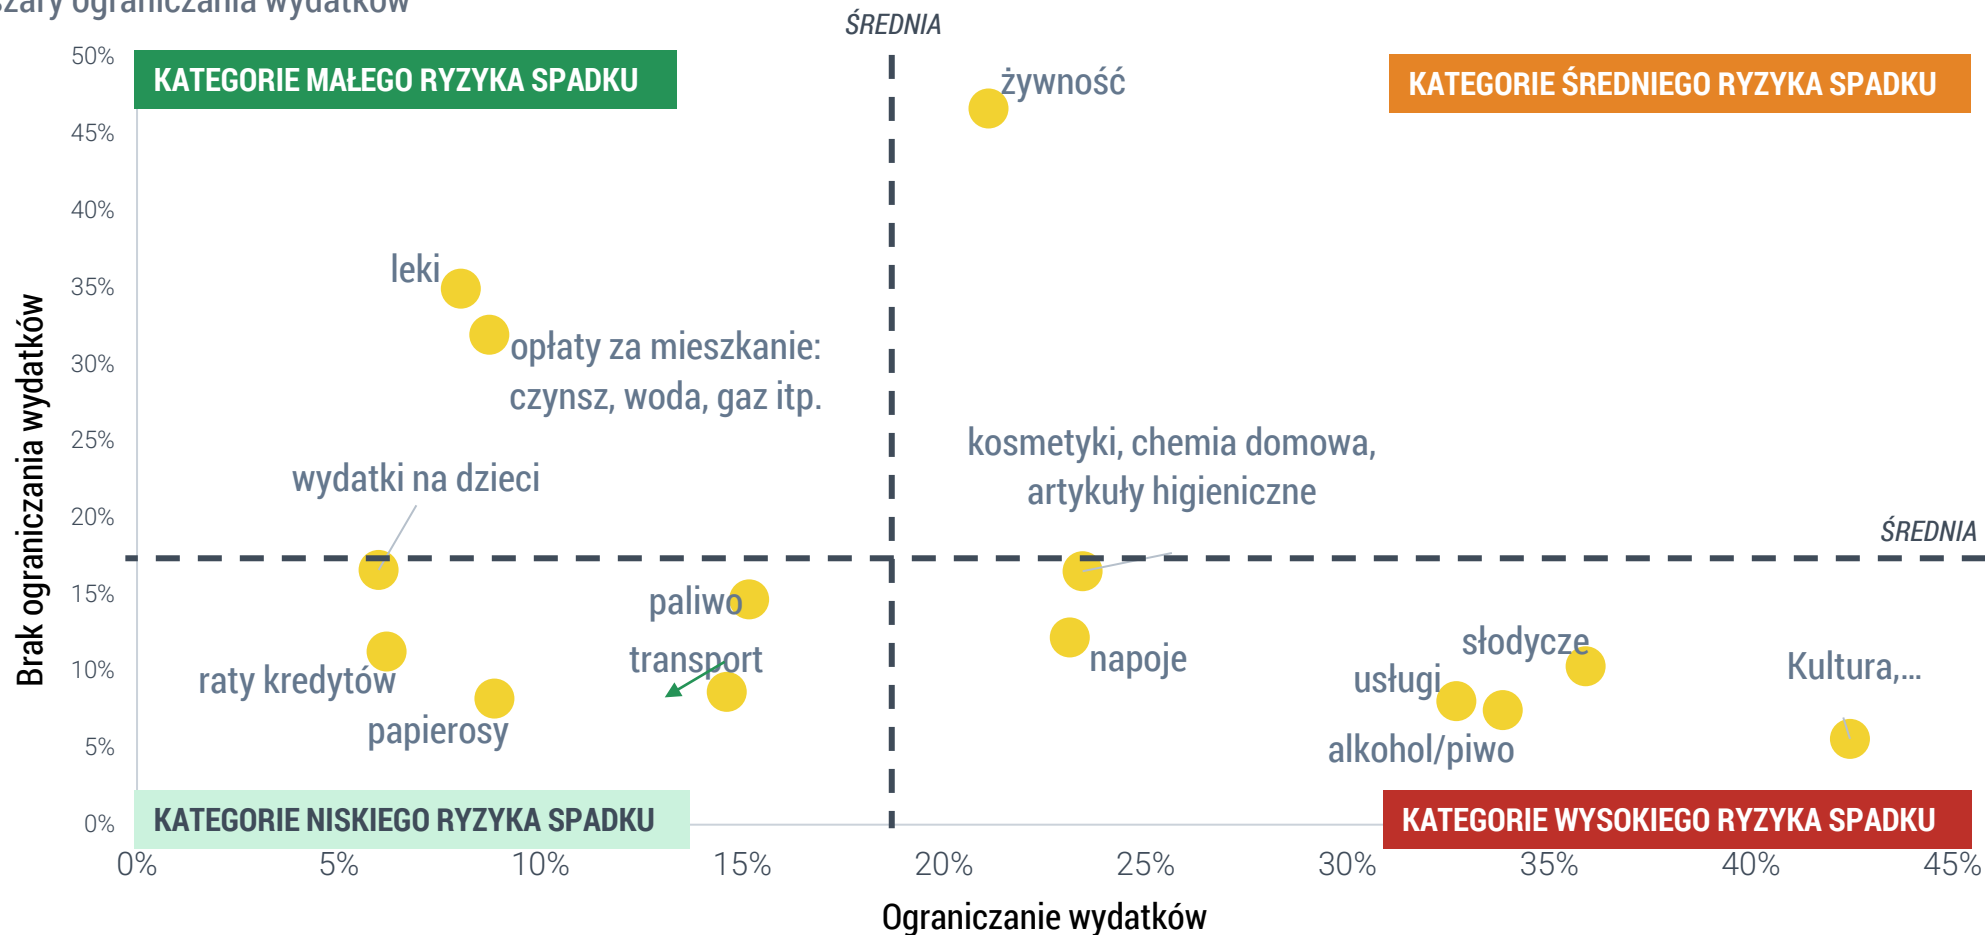 ograniczania wydatków
ŚREDNIA
50%
KATEGORIE MAŁEGO RYZYKA SPADKU
żywność
KATEGORIE ŚREDNIEGO RYZYKA SPADKU
45%
40%
leki
35%
opłaty za mieszkanie:
czynsz, woda, gaz itp.
30%
25%
kosmetyki, chemia domowa,
artykuły higieniczne
wydatki na dzieci
20%
ŚREDNIA
15%
paliwo
transport
słodycze
10%
napoje
usługi
Kultura,...
raty kredytów
papierosy
alkohol/piwo
5%
0%
KATEGORIE NISKIEGO RYZYKA SPADKU
KATEGORIE WYSOKIEGO RYZYKA SPADKU
Brak ograniczania wydatków
0%
5%
10%
15%
20%
25%
30%
35%
40%
45%
Ograniczanie wydatków